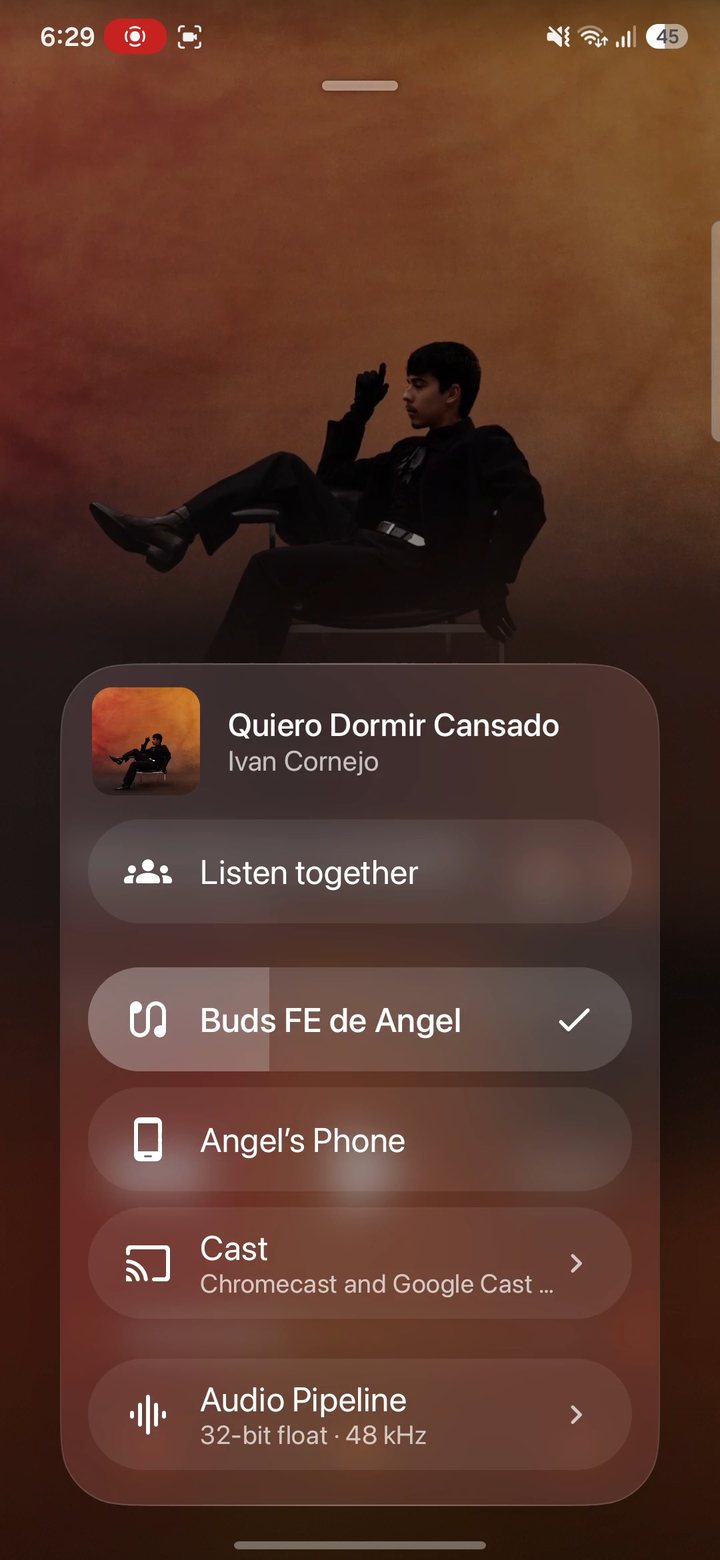 6:29
45
Quiero Dormir Cansado
Ivan Cornejo
Listen together
Buds FE de Angel
Angel’s Phone
Cast
Chromecast and Google Cast ...
Audio Pipeline
32-bit float · 48 kHz